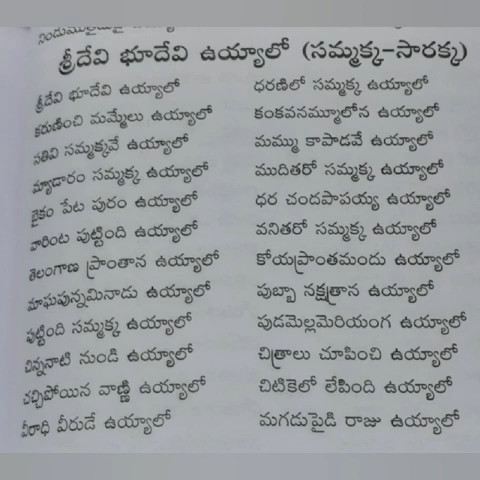 శ్రీదేవి భూదేవి ఉయ్యాలో (సమ్మక్క-సారక్క)
శ్రీదేవి భూదేవి ఉయ్యాలో ధరణిలో సమ్మక్క ఉయ్యాలో
కరుణించి మమ్మేలు ఉయ్యాలో కంకవనమ్ములోన ఉయ్యాలో
సతివి సమ్మక్కవే ఉయ్యాలో మమ్ము కాపాడవే ఉయ్యాలో
మ్యాడారం సమ్మక్క ఉయ్యాలో ముదితరో సమ్మక్క ఉయ్యాలో
బైకం పేట పురం ఉయ్యాలో ధర చందపాపయ్య ఉయ్యాలో
వారింట పుట్టింది ఉయ్యాలో వనితరో సమ్మక్క ఉయ్యాలో
తెలంగాణ ప్రాంతాన ఉయ్యాలో కోయప్రాంతమందు ఉయ్యాలో
మాఘపున్నమినాడు ఉయ్యాలో పుబ్బా నక్షత్రాన ఉయ్యాలో
పుట్టింది సమ్మక్క ఉయ్యాలో పుడమెల్లమెరియంగ ఉయ్యాలో
చిన్ననాటి నుండి ఉయ్యాలో చిత్రాలు చూపించి ఉయ్యాలో
చచ్చిపోయిన వాణ్ణి ఉయ్యాలో చిటికెలో లేపింది ఉయ్యాలో
వీరాధి వీరుడే ఉయ్యాలో మగడుపైడి రాజు ఉయ్యాలో